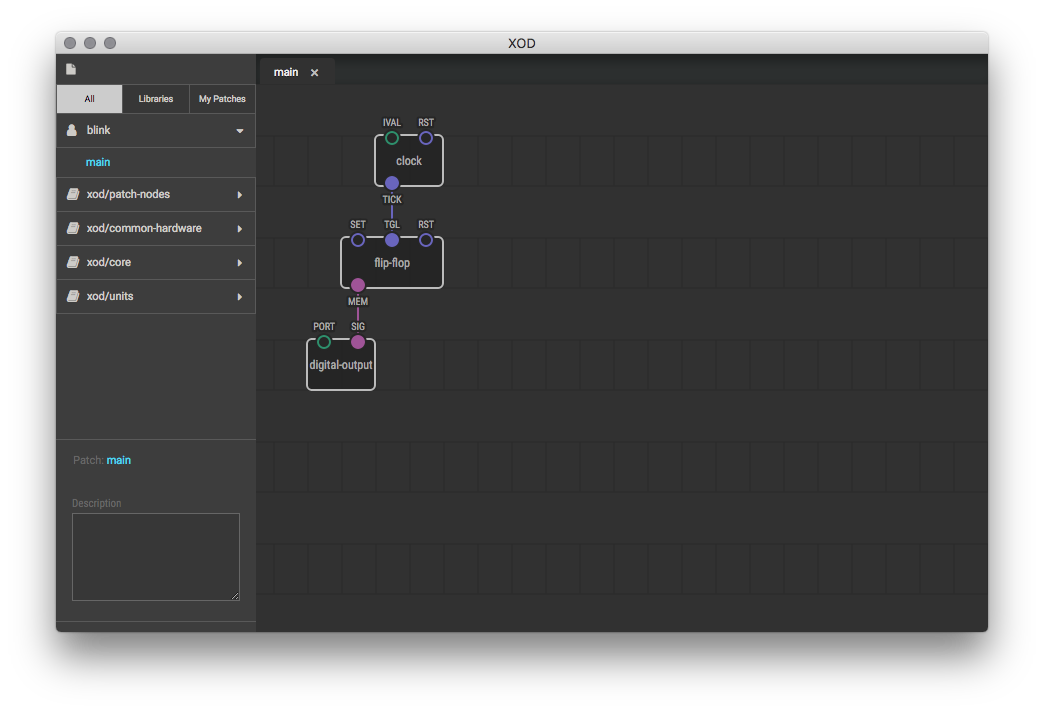 XOD
main
All Libraries My Patches
blink
main
xod/patch-nodes
xod/common-hardware
xod/core
xod/units
Patch: main
Description
IVAL RST
clock
TICK
SET TGL RST
flip-flop
MEM
PORT SIG
digital-output